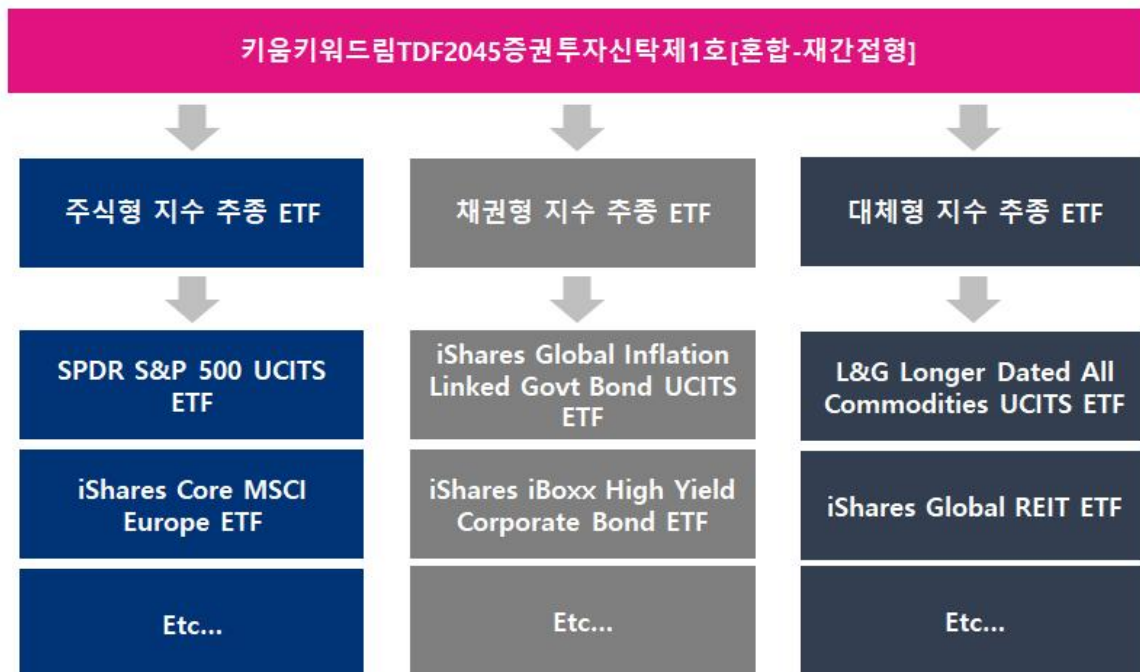 키움키워드림TDF2045증권투자신탁제1호[혼합-재간접형]
주식형 지수 추종 ETF
채권형 지수 추종 ETF
대체형 지수 추종 ETF
SPDR S&P 500 UCITS
ETF
iShares Global Inflation
Linked Govt Bond UCITS
ETF
L&G Longer Dated All
Commodities UCITS ETF
iShares Core MSCI
Europe ETF
iShares iBoxx High Yield
Corporate Bond ETF
iShares Global REIT ETF
Etc...
Etc...
Etc...